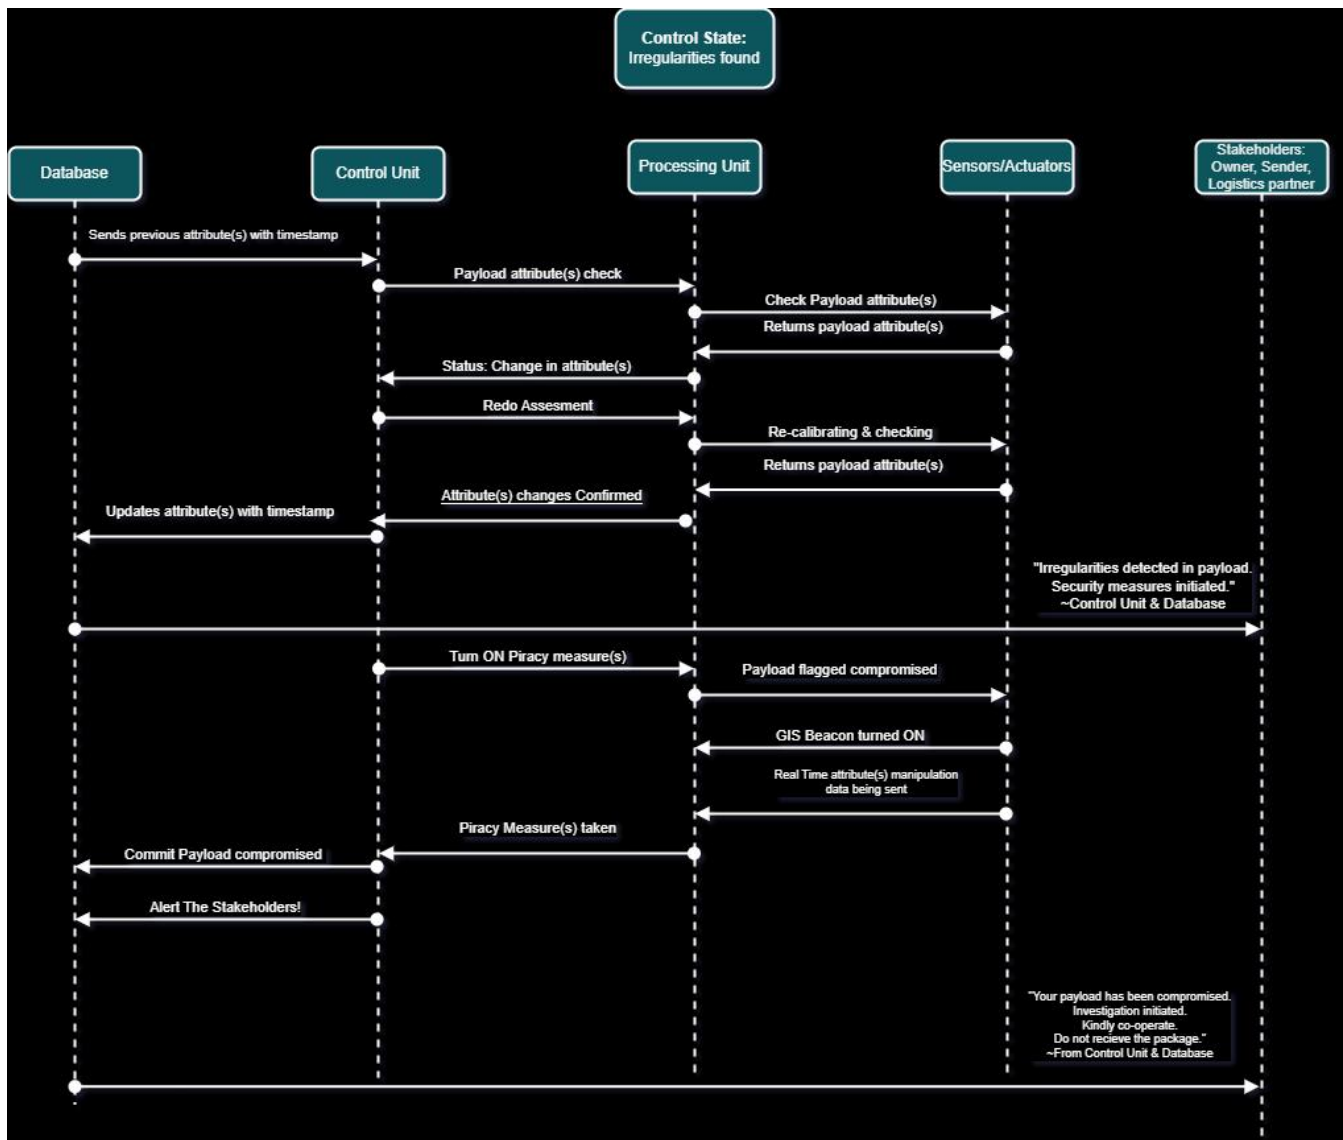 Control State:
Irregularities found
Database
Control Unit
Processing Unit
Sensors/Actuators
Stakeholders:
Owner, Sender,
Logistics partner
Sends previous attribute(s) with timestamp
Payload attribute(s) check
Check Payload attribute(s)
Returns payload attribute(s)
Status: Change in attribute(s)
Redo Assesment
Re-calibrating & checking
Returns payload attribute(s)
Attribute(s) changes Confirmed
Updates attribute(s) with timestamp
"Irregularities detected in payload.
Security measures initiated."
~Control Unit & Database
Turn ON Piracy measure(s)
Payload flagged compromised
GIS Beacon turned ON
Real Time attribute(s) manipulation
data being sent
Piracy Measure(s) taken
Commit Payload compromised
Alert The Stakeholders!
"Your payload has been compromised.
Investigation initiated.
Kindly co-operate.
Do not recieve the package."
~From Control Unit & Database